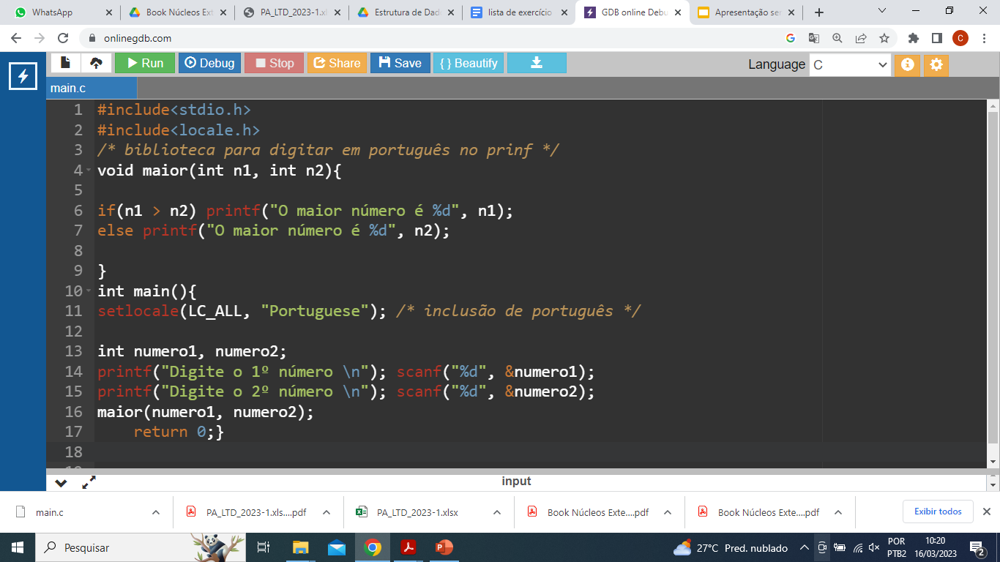 WhatsApp
Book Núcleos Ext
PA_LTD_2023-1.xl
Estrutura de Dad
lista de exercício
GDB online Debu
Apresentação se
onlinegdb.com
C
Run Debug Stop Share Save { } Beautify
Language C
main.c
1 #include<stdio.h>
2 #include<locale.h>
3 /* biblioteca para digitar em português no prinf */
4 void maior(int n1, int n2){
5
6 if(n1 > n2) printf("O maior número é %d", n1);
7 else printf("O maior número é %d", n2);
8
9 }
10 int main(){
11 setlocale(LC_ALL, "Portuguese"); /* inclusão de português */
12
13 int numero1, numero2;
14 printf("Digite o 1º número \n"); scanf("%d", &numero1);
15 printf("Digite o 2º número \n"); scanf("%d", &numero2);
16 maior(numero1, numero2);
17 return 0;}
18
input
main.c
PA_LTD_2023-1.xls....pdf
PA_LTD_2023-1.xlsx
Book Núcleos Exte....pdf
Book Núcleos Exte....pdf
Exibir todos
Pesquisar
27°C Pred. nublado
POR
PTB2
10:20
16/03/2023
2